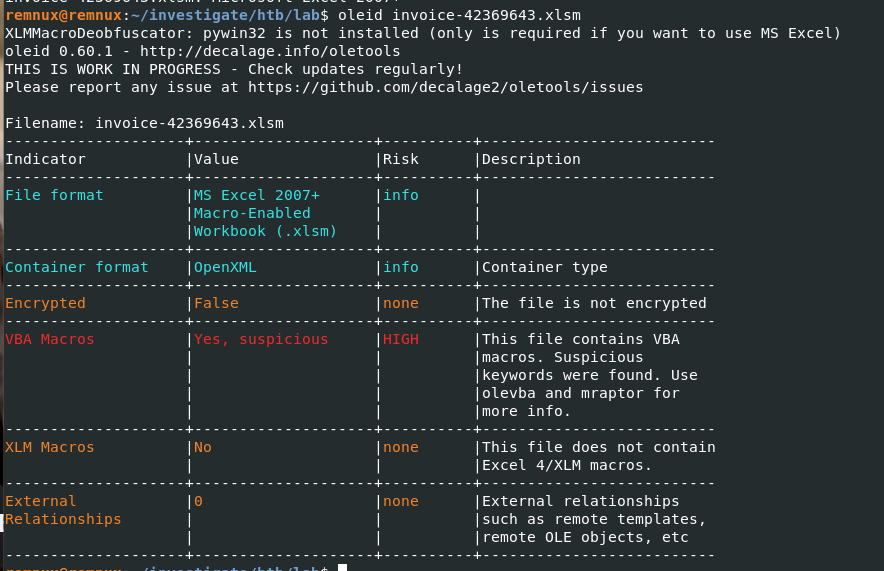 remnux@remnux:~/investigate/htb/lab$ oleid invoice-42369643.xlsm
XLMMacroDeobfuscator: pywin32 is not installed (only is required if you want to use MS Excel)
oleid 0.60.1 - http://decalage.info/oletools
THIS IS WORK IN PROGRESS - Check updates regularly!
Please report any issue at https://github.com/decalage2/oletools/issues

Filename: invoice-42369643.xlsm
--------------------+--------------------+----------+--------------------------
Indicator           |Value               |Risk      |Description
--------------------+--------------------+----------+--------------------------
File format         |MS Excel 2007+      |info      |
                    |Macro-Enabled       |          |
                    |Workbook (.xlsm)    |          |
--------------------+--------------------+----------+--------------------------
Container format    |OpenXML             |info      |Container type
--------------------+--------------------+----------+--------------------------
Encrypted           |False               |none      |The file is not encrypted
--------------------+--------------------+----------+--------------------------
VBA Macros          |Yes, suspicious     |HIGH      |This file contains VBA
                    |                    |          |macros. Suspicious
                    |                    |          |keywords were found. Use
                    |                    |          |olevba and mraptor for
                    |                    |          |more info.
--------------------+--------------------+----------+--------------------------
XLM Macros          |No                  |none      |This file does not contain
                    |                    |          |Excel 4/XLM macros.
--------------------+--------------------+----------+--------------------------
External            |0                   |none      |External relationships
Relationships       |                    |          |such as remote templates,
                    |                    |          |remote OLE objects, etc
--------------------+--------------------+----------+--------------------------
remnux@remnux:~/investigate/htb/lab$